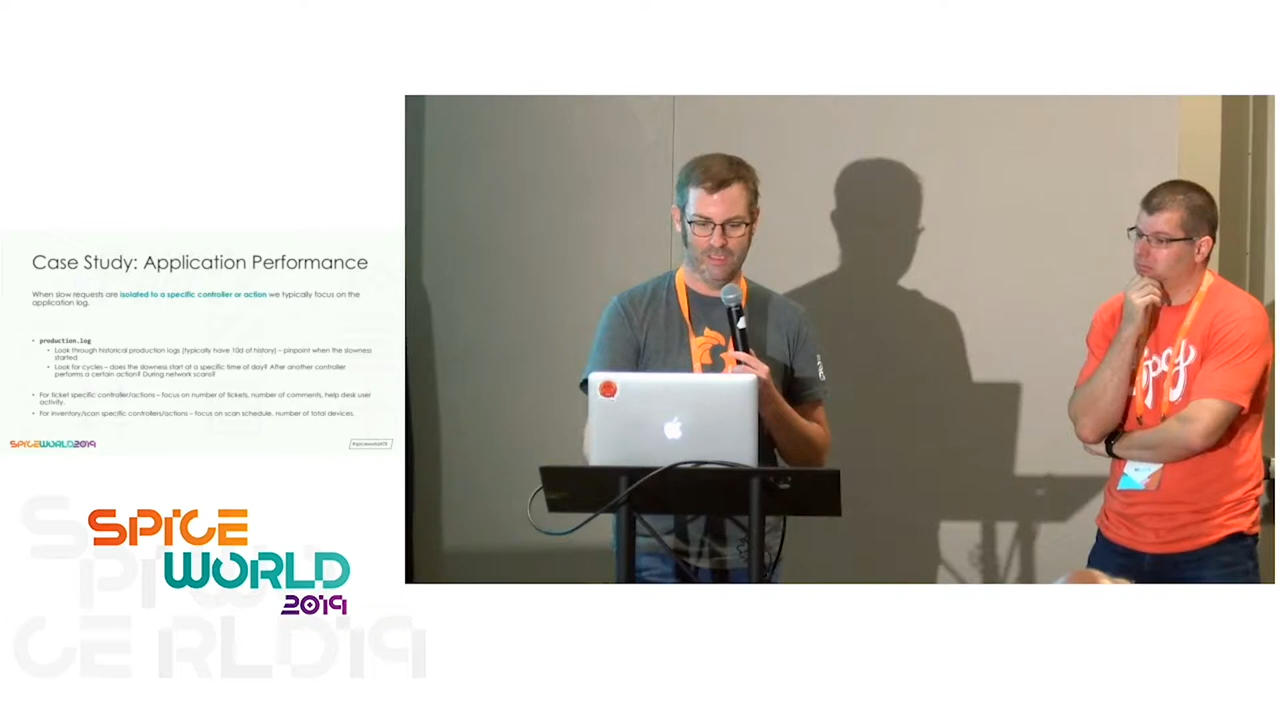 Case Study: Application Performance
When slow requests are isolated to a specific controller or action we typically focus on the
application log.
• production.log
• Look through historical production logs (typically have 10d of history) – pinpoint when the slowness
started
• Look for cycles – does the slowness start at a specific time of day? After another controller
performs a certain action? During network scans?
• For ticket specific controller/actions – focus on number of tickets, number of comments, help desk user
activity.
• For inventory/scan specific controllers/actions – focus on scan schedule, number of total devices.
SPICEWORLD2019
SPICE
WORLD
2019